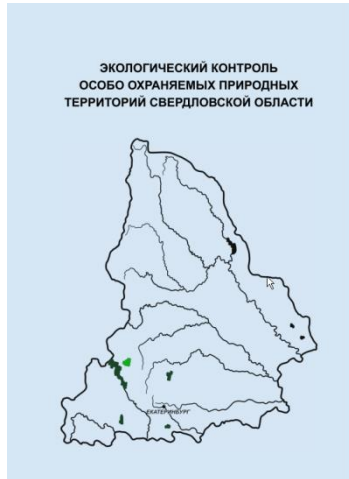 ЭКОЛОГИЧЕСКИЙ КОНТРОЛЬ
ОСОБО ОХРАНЯЕМЫХ ПРИРОДНЫХ
ТЕРРИТОРИЙ СВЕРДЛОВСКОЙ ОБЛАСТИ
ЕКАТЕРИНБУРГ